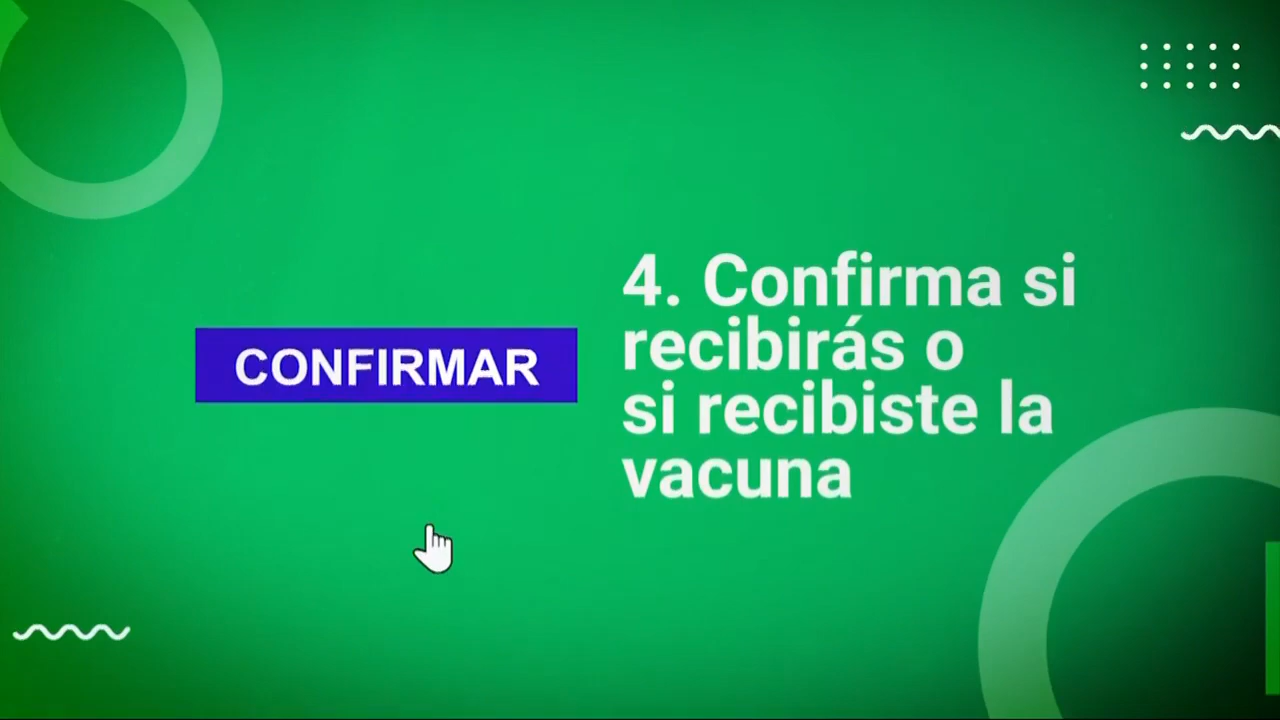 CONFIRMAR
4. Confirma si
recibirás o
si recibiste la
vacuna